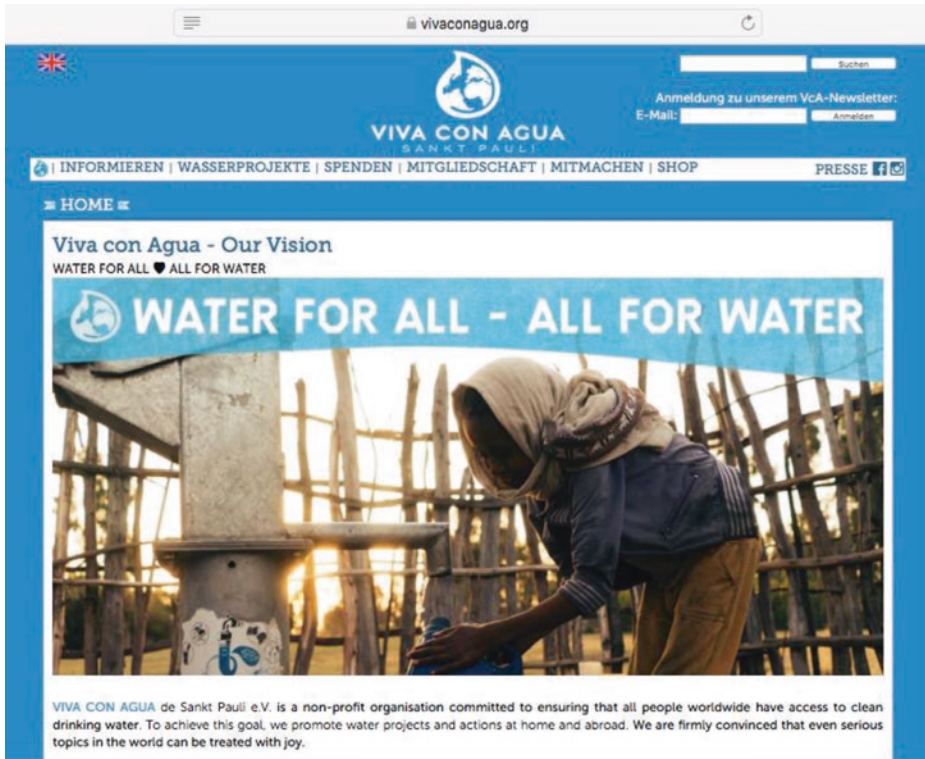 vivaconagua.org
Suchen
Anmeldung zu unserem VcA-Newsletter:
E-Mail: Anmelden
VIVA CON AGUA
SANKT PAULI
| INFORMIEREN | WASSERPROJEKTE | SPENDEN | MITGLIEDSCHAFT | MITMACHEN | SHOP PRESSE
HOME
Viva con Agua - Our Vision
WATER FOR ALL ♥ ALL FOR WATER
WATER FOR ALL - ALL FOR WATER
VIVA CON AGUA de Sankt Pauli e.V. is a non-profit organisation committed to ensuring that all people worldwide have access to clean
drinking water. To achieve this goal, we promote water projects and actions at home and abroad. We are firmly convinced that even serious
topics in the world can be treated with joy.